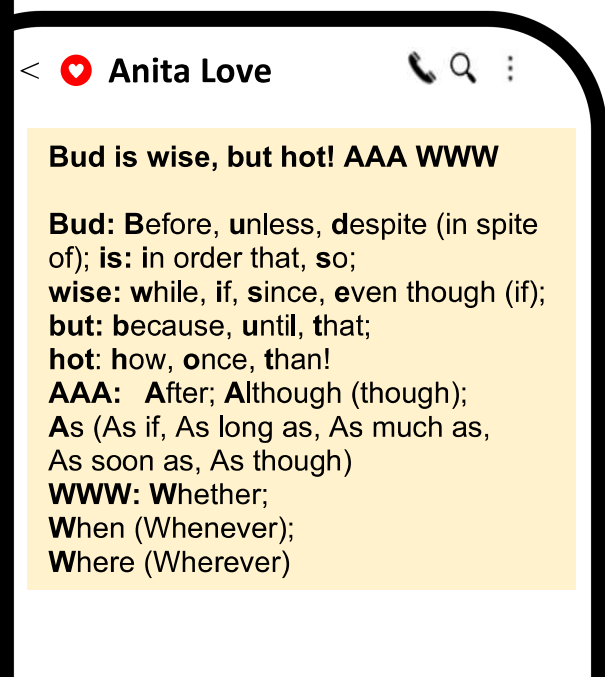 < Anita Love
Bud is wise, but hot! AAA WWW
Bud: Before, unless, despite (in spite
of); is: in order that, so;
wise: while, if, since, even though (if);
but: because, until, that;
hot: how, once, than!
AAA: After; Although (though);
As (As if, As long as, As much as,
As soon as, As though)
WWW: Whether;
When (Whenever);
Where (Wherever)